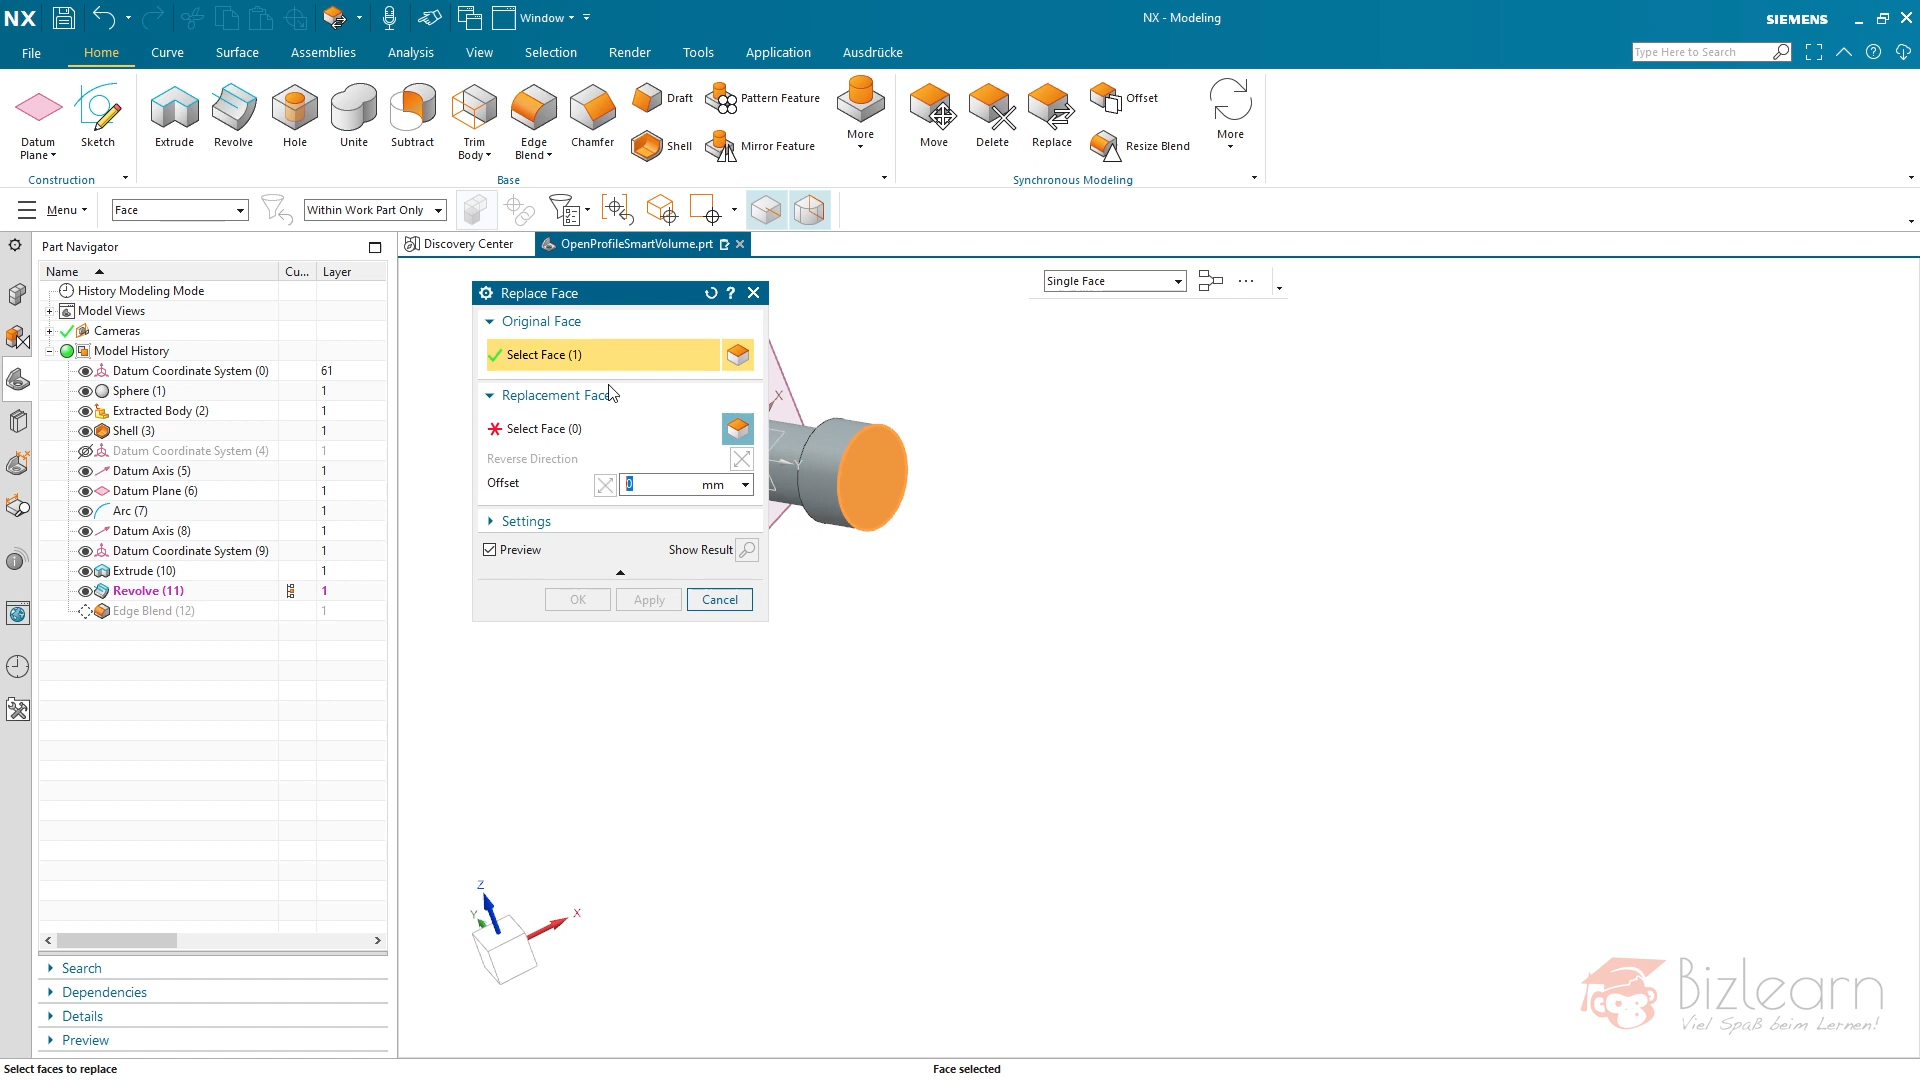 NX
Window
NX - Modeling
SIEMENS
File
Home
Curve
Surface
Assemblies
Analysis
View
Selection
Render
Tools
Application
Ausdrücke
Type Here to Search
Datum Plane
Sketch
Extrude
Revolve
Hole
Unite
Subtract
Trim Body
Edge Blend
Chamfer
Draft
Shell
Pattern Feature
Mirror Feature
More
Move
Delete
Replace
Offset
Resize Blend
More
Construction
Base
Synchronous Modeling
Menu
Face
Within Work Part Only
Part Navigator
Discovery Center
OpenProfileSmartVolume.prt
Name
Cu...
Layer
History Modeling Mode
Model Views
Cameras
Model History
Datum Coordinate System (0) 61
Sphere (1) 1
Extracted Body (2) 1
Shell (3) 1
Datum Coordinate System (4) 1
Datum Axis (5) 1
Datum Plane (6) 1
Arc (7) 1
Datum Axis (8) 1
Datum Coordinate System (9) 1
Extrude (10) 1
Revolve (11) 1
Edge Blend (12) 1
Search
Dependencies
Details
Preview
Replace Face
Original Face
Select Face (1)
Replacement Face
Select Face (0)
Reverse Direction
Offset
0 mm
Settings
Preview
Show Result
OK
Apply
Cancel
Single Face
X
Y
Z
Y
X
Bizlearn
Viel Spaß beim Lernen!
Select faces to replace
Face selected